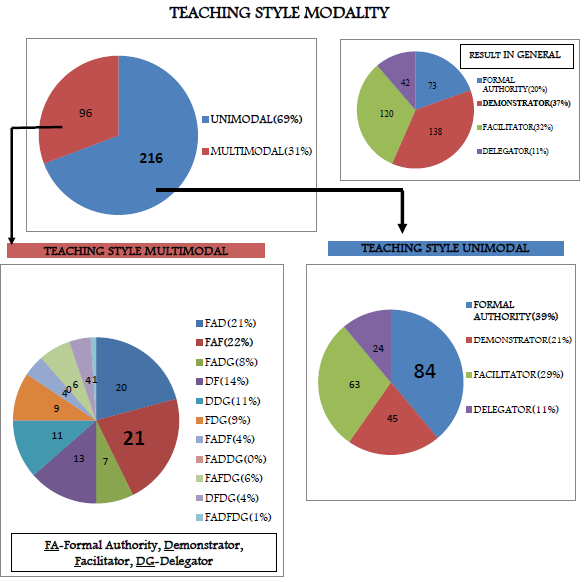 TEACHING STYLE MODALITY
96
216
UNIMODAL(69%)
MULTIMODAL(31%)
RESULT IN GENERAL
42
73
120
138
FORMAL
AUTHORITY(20%)
DEMONSTRATOR(37%)
FACILITATOR(32%)
DELEGATOR(11%)
TEACHING STYLE MULTIMODAL
20
21
7
13
11
9
4
0
6
4
1
FAD(21%)
FAF(22%)
FADG(8%)
DF(14%)
DDG(11%)
FDG(9%)
FADF(4%)
FADDG(0%)
FAFDG(6%)
DFDG(4%)
FADFDG(1%)
FA-Formal Authority, Demonstrator,
Facilitator, DG-Delegator
TEACHING STYLE UNIMODAL
24
84
63
45
FORMAL
AUTHORITY(39%)
DEMONSTRATOR(21%)
FACILITATOR(29%)
DELEGATOR(11%)